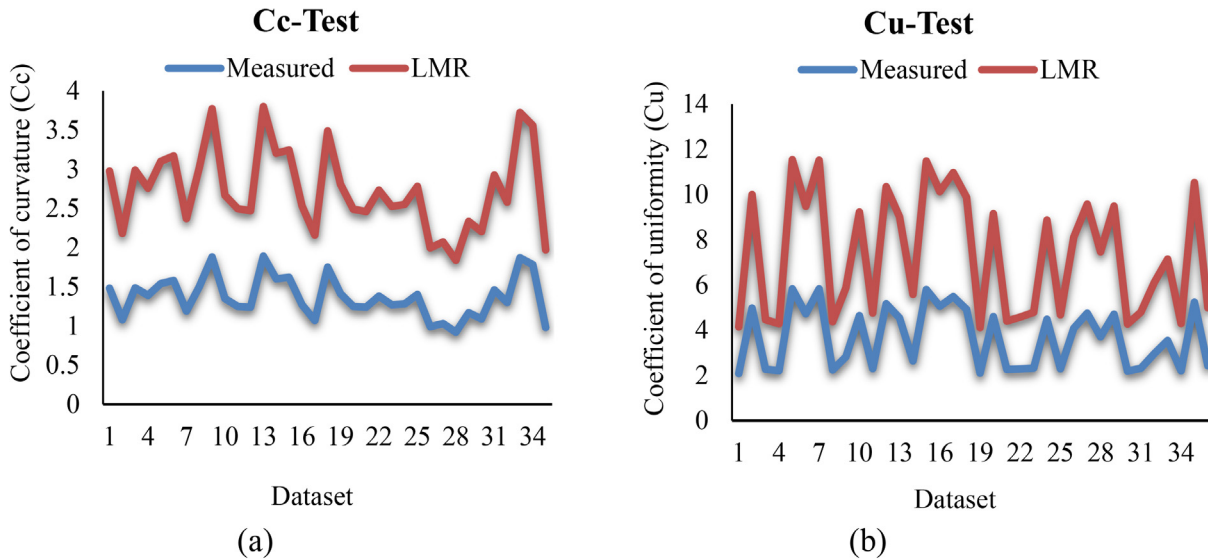 Cc-Test
Measured LMR
Coefficient of curvature (Cc)
4
3.5
3
2.5
2
1.5
1
0.5
0
1 4 7 10 13 16 19 22 25 28 31 34
Dataset
(a)
Cu-Test
Measured LMR
Coefficient of uniformity (Cu)
14
12
10
8
6
4
2
0
1 4 7 10 13 16 19 22 25 28 31 34
Dataset
(b)